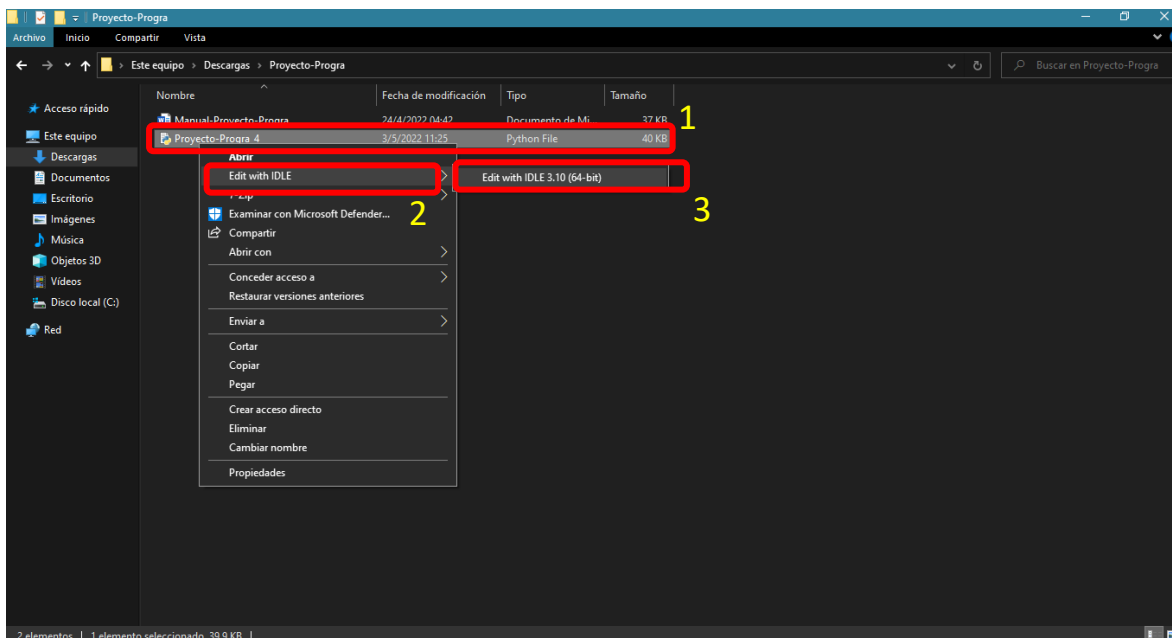 Proyecto-Progra
Archivo Inicio Compartir Vista
Este equipo > Descargas > Proyecto-Progra
Buscar en Proyecto-Progra
Nombre Fecha de modificación Tipo Tamaño
Acceso rápido
Manual-Proyecto-Progra 24/4/2022 04:42 Documento de Mi... 37 KB
1
Este equipo
Proyecto-Progra 4 3/5/2022 11:25 Python File 40 KB
Descargas
Documentos
Escritorio
Imágenes
Música
Objetos 3D
Vídeos
Disco local (C:)
Red
Abrir
Edit with IDLE
Edit with IDLE 3.10 (64-bit)
7-Zip
2
3
Examinar con Microsoft Defender...
Compartir
Abrir con
Conceder acceso a
Restaurar versiones anteriores
Enviar a
Cortar
Copiar
Pegar
Crear acceso directo
Eliminar
Cambiar nombre
Propiedades
2 elementos | 1 elemento seleccionado 39,9 KB |